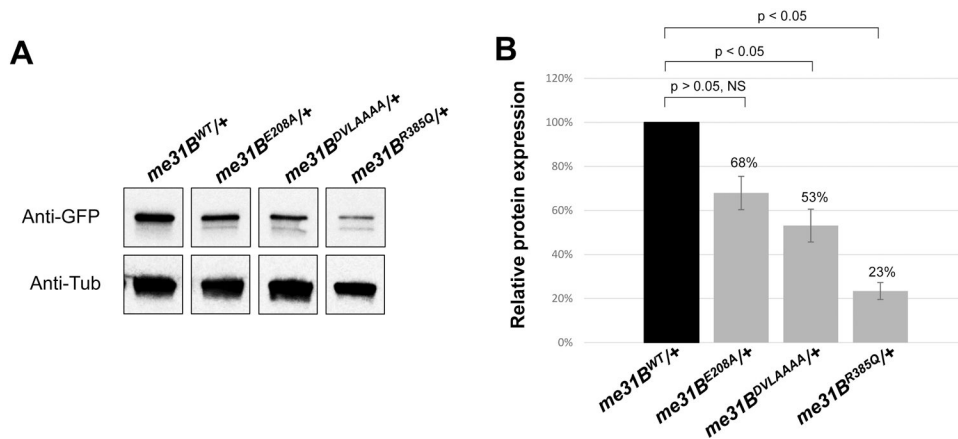 A
me31B^WT/+
me31B^E208A/+
me31B^DVLAAAA/+
me31B^R385Q/+
Anti-GFP
Anti-Tub
B
p < 0.05
p < 0.05
p > 0.05, NS
Relative protein expression
120%
100%
80%
60%
40%
20%
0%
68%
53%
23%
me31B^WT/+
me31B^E208A/+
me31B^DVLAAAA/+
me31B^R385Q/+